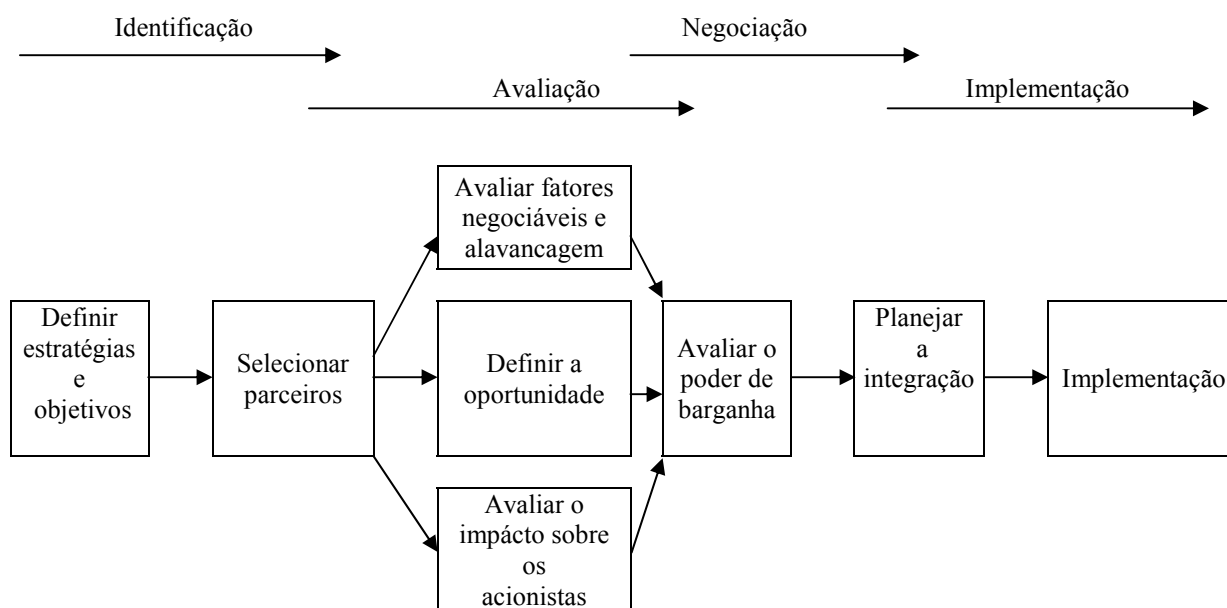 Identificação
Negociação
Avaliação
Implementação
Avaliar fatores
negociáveis e
alavancagem
Definir
estratégias
e
objetivos
Selecionar
parceiros
Definir a
oportunidade
Avaliar o
poder de
barganha
Planejar
a
integração
Implementação
Avaliar o
impácto sobre
os
acionistas